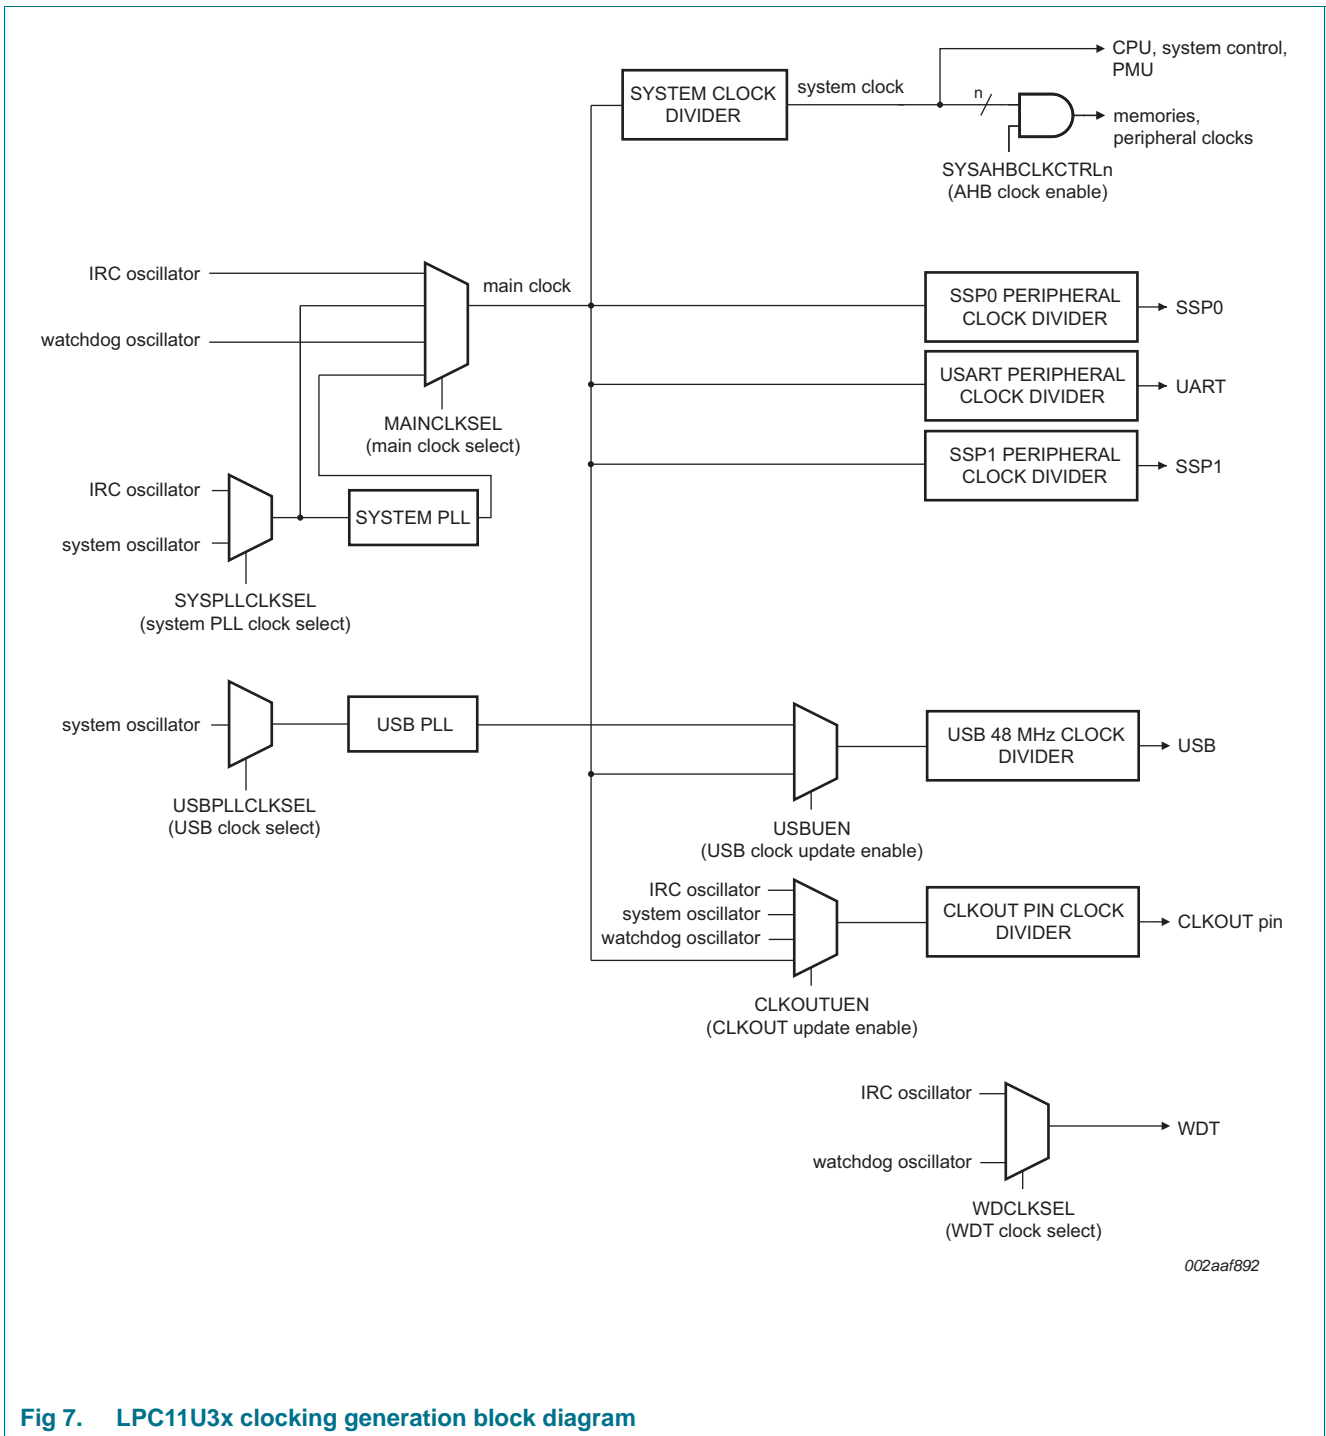 CPU, system control,
PMU
SYSTEM CLOCK
DIVIDER
system clock
n
memories,
peripheral clocks
SYSAHBCLKCTRLn
(AHB clock enable)
IRC oscillator
main clock
watchdog oscillator
MAINCLKSEL
(main clock select)
SSP0 PERIPHERAL
CLOCK DIVIDER
SSP0
USART PERIPHERAL
CLOCK DIVIDER
UART
SSP1 PERIPHERAL
CLOCK DIVIDER
SSP1
IRC oscillator
system oscillator
SYSTEM PLL
SYSPLLCLKSEL
(system PLL clock select)
system oscillator
USB PLL
USBPLLCLKSEL
(USB clock select)
USB 48 MHz CLOCK
DIVIDER
USB
USBUEN
(USB clock update enable)
IRC oscillator
system oscillator
watchdog oscillator
CLKOUT PIN CLOCK
DIVIDER
CLKOUT pin
CLKOUTUEN
(CLKOUT update enable)
IRC oscillator
watchdog oscillator
WDT
WDCLKSEL
(WDT clock select)
002aaf892
Fig 7. LPC11U3x clocking generation block diagram